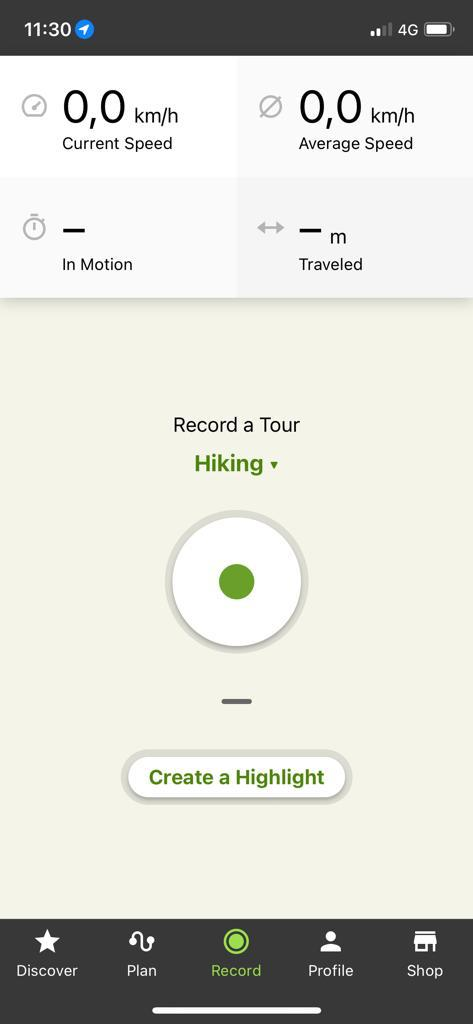 11:30
4G
0,0 km/h
Current Speed
0,0 km/h
Average Speed
–
In Motion
– m
Traveled
Record a Tour
Hiking ▾
Create a Highlight
Discover
Plan
Record
Profile
Shop